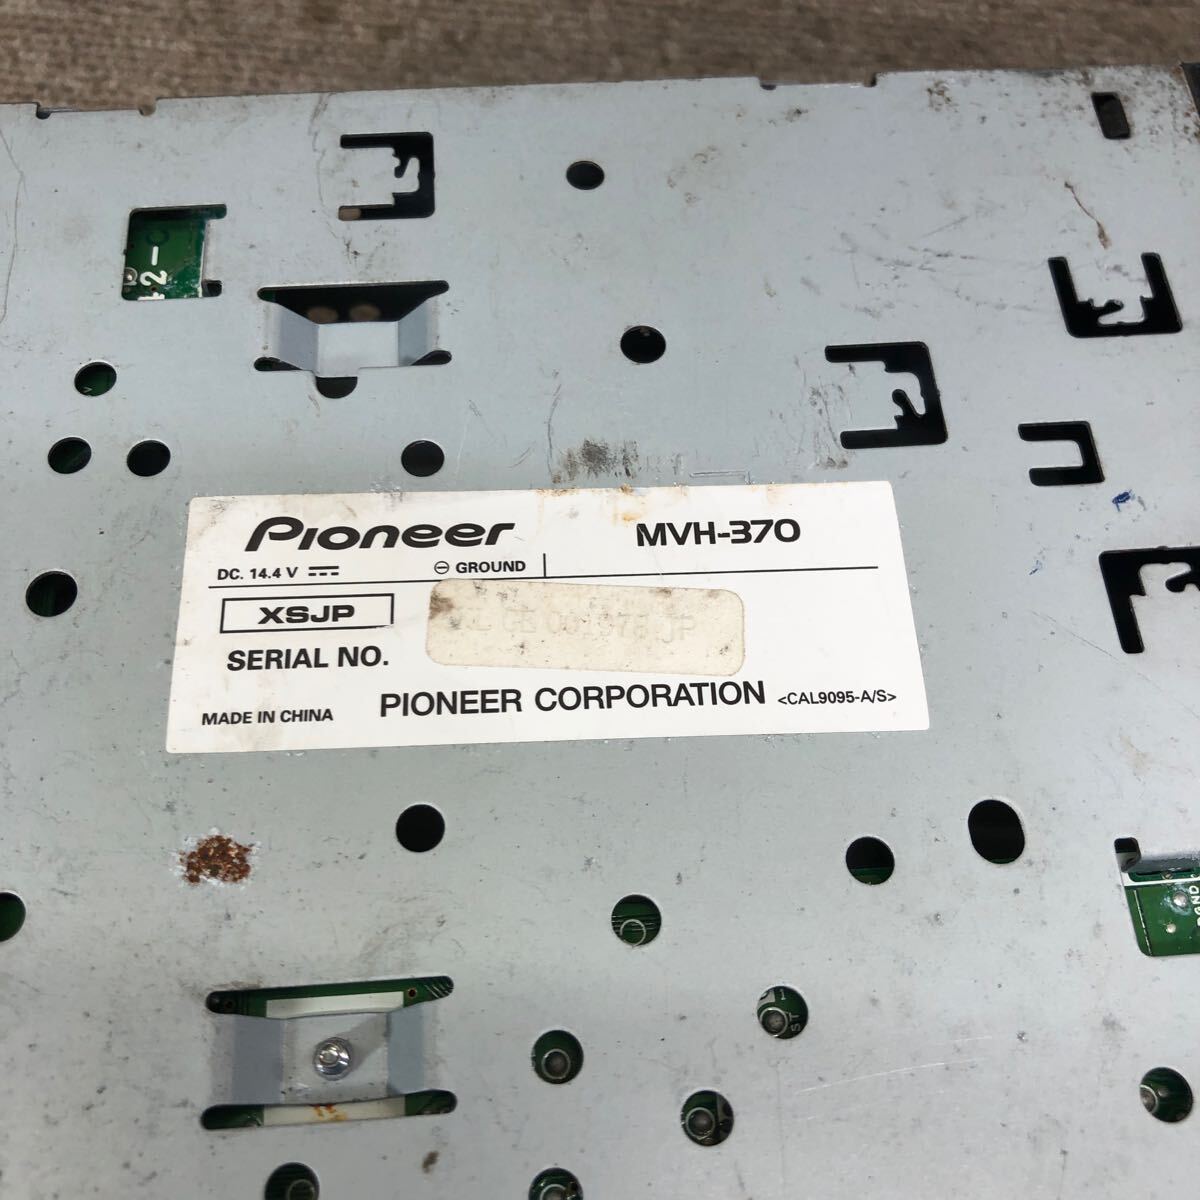 Pioneer MVH-370
DC. 14.4 V ⎓ ⊖ GROUND
XSJP
SERIAL NO.
PIONEER CORPORATION <CAL9095-A/S>
MADE IN CHINA